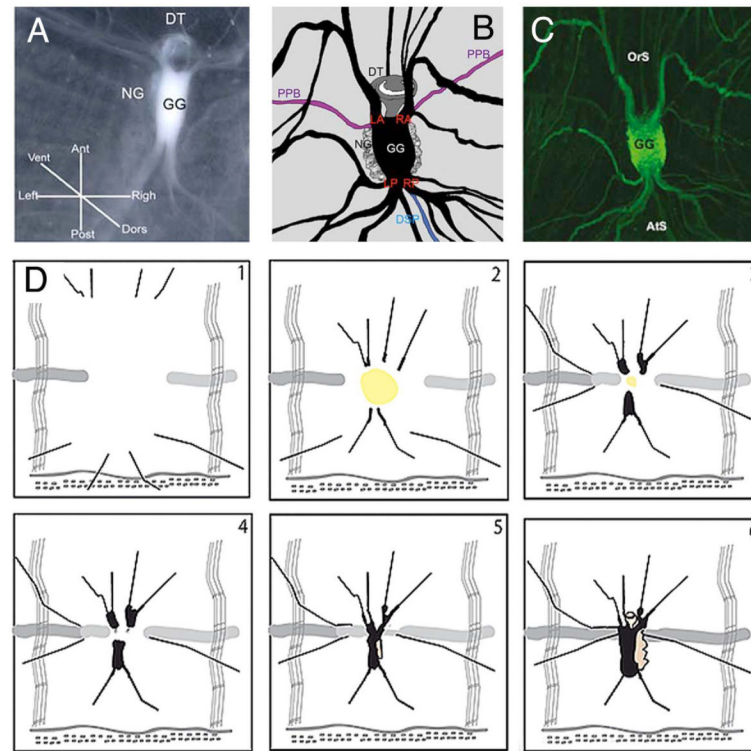 A
DT
NG
GG
Ant
Vent
Left
Righ
Post
Dors
B
PPB
DT
PPB
LA RA
NG
GG
LP RP
DSP
C
OrS
GG
AtS
D
1
2
4
5